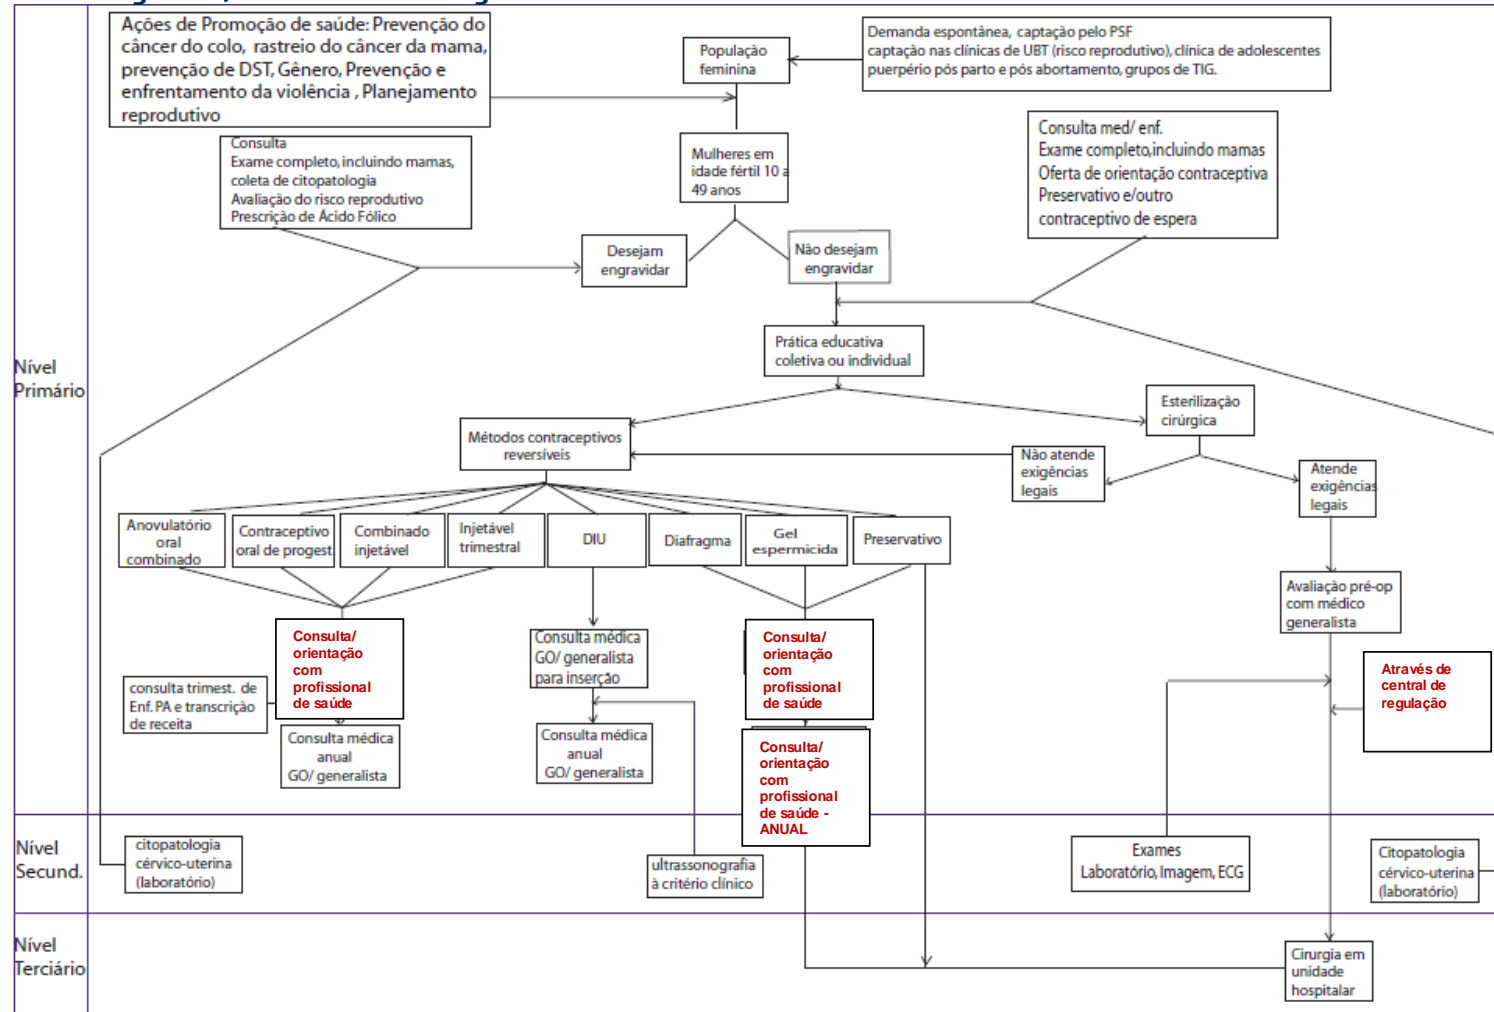 Ações de Promoção de saúde: Prevenção do
câncer do colo, rastreio do câncer da mama,
prevenção de DST, Gênero, Prevenção e
enfrentamento da violência , Planejamento
reprodutivo
População
feminina
Demanda espontânea, captação pelo PSF
captação nas clínicas de UBT (risco reprodutivo), clínica de adolescentes
puerpério pós parto e pós abortamento, grupos de TIG.
Consulta
Exame completo, incluindo mamas,
coleta de citopatologia
Avaliação do risco reprodutivo
Prescrição de Ácido Fólico
Mulheres em
idade fértil 10 a
49 anos
Consulta med/ enf.
Exame completo,incluindo mamas
Oferta de orientação contraceptiva
Preservativo e/outro
contraceptivo de espera
Desejam
engravidar
Não desejam
engravidar
Prática educativa
coletiva ou individual
Nível
Primário
Esterilização
cirúrgica
Métodos contraceptivos
reversíveis
Não atende
exigências
legais
Atende
exigências
legais
Anovulatório
oral
combinado
Contraceptivo
oral de progest.
Combinado
injetável
Injetável
trimestral
DIU
Diafragma
Gel
espermicida
Preservativo
Avaliação pré-op
com médico
generalista
Consulta/
orientação
com
profissional
de saúde
Consulta médica
GO/ generalista
para inserção
Consulta/
orientação
com
profissional
de saúde
Através de
central de
regulação
consulta trimest. de
Enf. PA e transcrição
de receita
Consulta médica
anual
GO/ generalista
Consulta médica
anual
GO/ generalista
Consulta/
orientação
com
profissional
de saúde -
ANUAL
Nível
Secund.
citopatologia
cérvico-uterina
(laboratório)
ultrassonografia
à critério clínico
Exames
Laboratório, Imagem, ECG
Citopatologia
cérvico-uterina
(laboratório)
Nível
Terciário
Cirurgia em
unidade
hospitalar